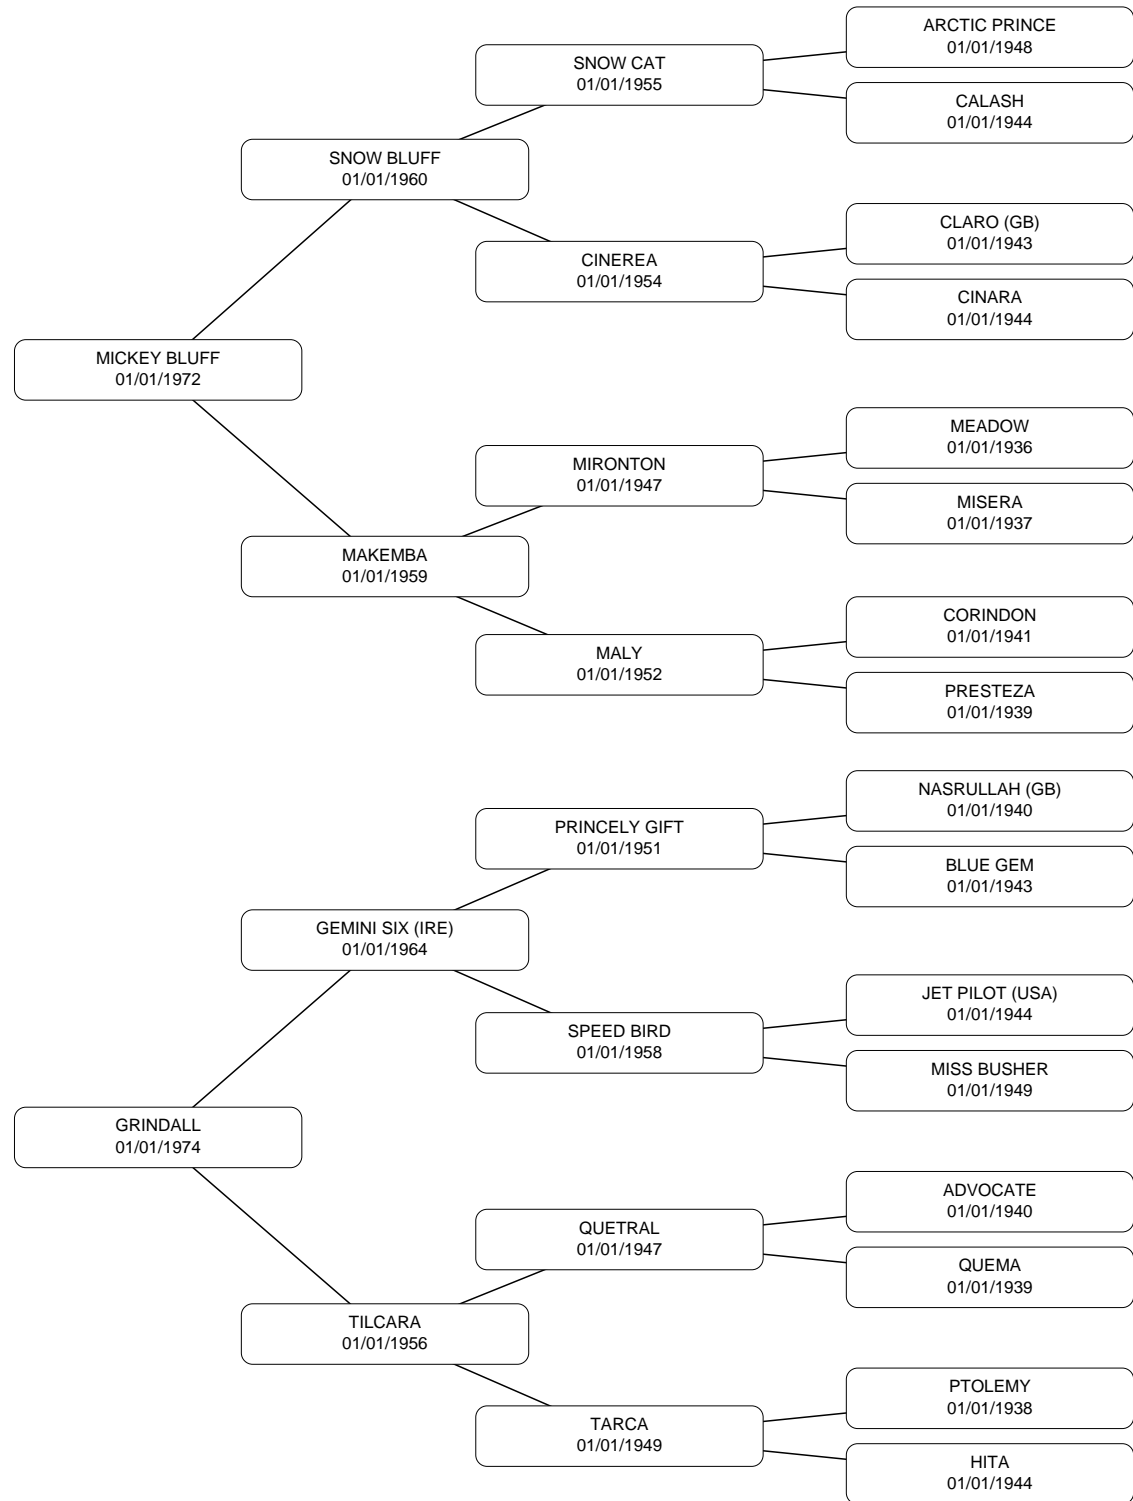 ARCTIC PRINCE
01/01/1948
SNOW CAT
01/01/1955
CALASH
01/01/1944
SNOW BLUFF
01/01/1960
CLARO (GB)
01/01/1943
CINEREA
01/01/1954
CINARA
01/01/1944
MICKEY BLUFF
01/01/1972
MEADOW
01/01/1936
MIRONTON
01/01/1947
MISERA
01/01/1937
MAKEMBA
01/01/1959
CORINDON
01/01/1941
MALY
01/01/1952
PRESTEZA
01/01/1939
NASRULLAH (GB)
01/01/1940
PRINCELY GIFT
01/01/1951
BLUE GEM
01/01/1943
GEMINI SIX (IRE)
01/01/1964
JET PILOT (USA)
01/01/1944
SPEED BIRD
01/01/1958
MISS BUSHER
01/01/1949
GRINDALL
01/01/1974
ADVOCATE
01/01/1940
QUETRAL
01/01/1947
QUEMA
01/01/1939
TILCARA
01/01/1956
PTOLEMY
01/01/1938
TARCA
01/01/1949
HITA
01/01/1944